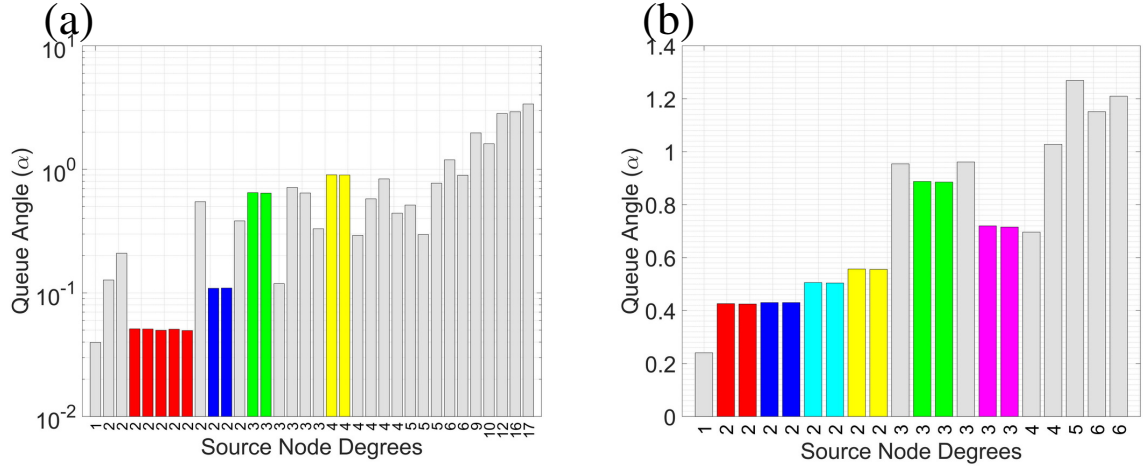 (a)
10^1
10^0
10^-1
10^-2
Queue Angle (α)
1 2 2 2 2 2 2 2 2 2 2 2 3 3 3 3 3 3 4 4 4 4 4 4 5 5 5 6 6 9 10 12 16 17
Source Node Degrees
(b)
1.4
1.2
1
0.8
0.6
0.4
0.2
0
Queue Angle (α)
1 2 2 2 2 2 2 2 2 3 3 3 3 3 3 4 4 5 6 6
Source Node Degrees